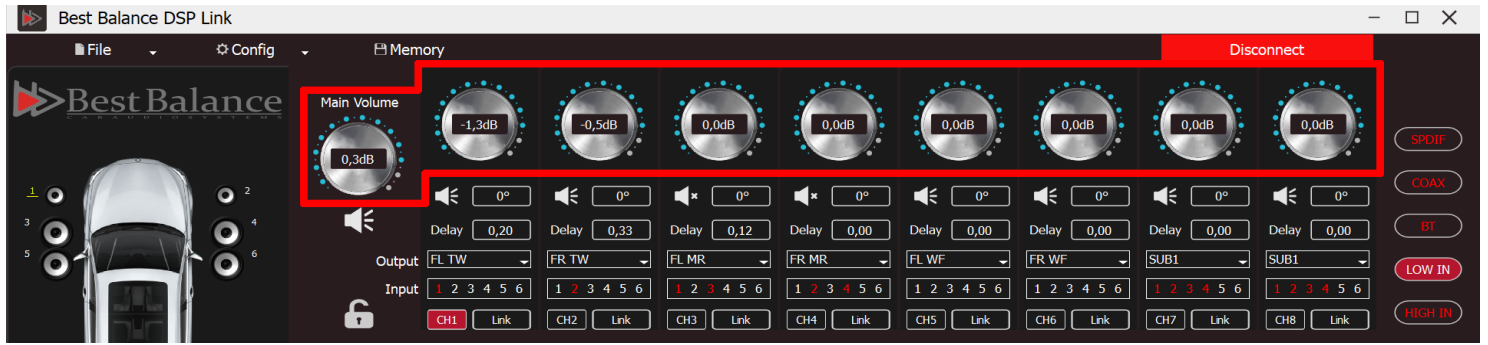 Best Balance DSP Link
File Config Memory Disconnect
Best Balance
CARAUDIOSYSTEMS
Main Volume
0,3dB
-1,3dB -0,5dB 0,0dB 0,0dB 0,0dB 0,0dB 0,0dB 0,0dB
SPDIF
COAX
BT
LOW IN
HIGH IN
1 2
3 4
5 6
0° 0° 0° 0° 0° 0° 0° 0°
Delay 0,20 Delay 0,33 Delay 0,12 Delay 0,00 Delay 0,00 Delay 0,00 Delay 0,00 Delay 0,00
Output FL TW FR TW FL MR FR MR FL WF FR WF SUB1 SUB1
Input 1 2 3 4 5 6 1 2 3 4 5 6 1 2 3 4 5 6 1 2 3 4 5 6 1 2 3 4 5 6 1 2 3 4 5 6 1 2 3 4 5 6 1 2 3 4 5 6
CH1 Link CH2 Link CH3 Link CH4 Link CH5 Link CH6 Link CH7 Link CH8 Link